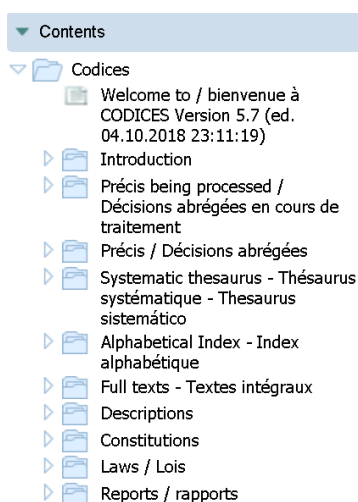 Contents
Codices
Welcome to / bienvenue à
CODICES Version 5.7 (ed.
04.10.2018 23:11:19)
Introduction
Précis being processed /
Décisions abrégées en cours de
traitement
Précis / Décisions abrégées
Systematic thesaurus - Thésaurus
systématique - Thesaurus
sistemático
Alphabetical Index - Index
alphabétique
Full texts - Textes intégraux
Descriptions
Constitutions
Laws / Lois
Reports / rapports